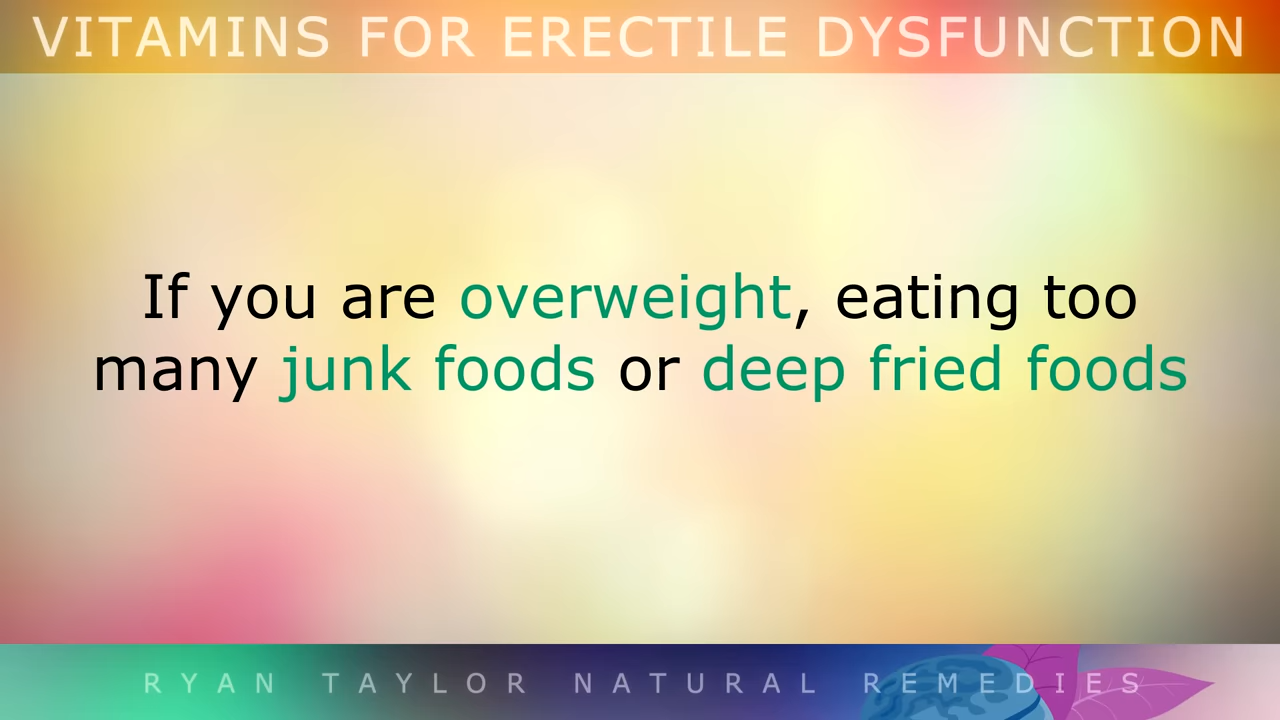 VITAMINS FOR ERECTILE DYSFUNCTION
If you are overweight, eating too
many junk foods or deep fried foods
RYAN TAYLOR NATURAL REMEDIES